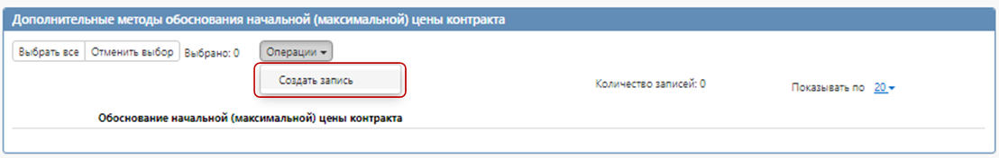 Дополнительные методы обоснования начальной (максимальной) цены контракта
Выбрать все Отменить выбор Выбрано: 0 Операции
Создать запись
Количество записей: 0 Показывать по 20
Обоснование начальной (максимальной) цены контракта